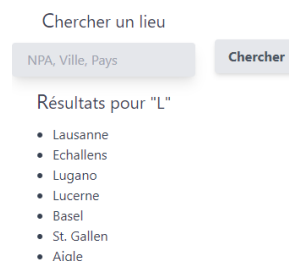 Chercher un lieu
NPA, Ville, Pays
Chercher
Résultats pour "L"
Lausanne
Echallens
Lugano
Lucerne
Basel
St. Gallen
Aigle